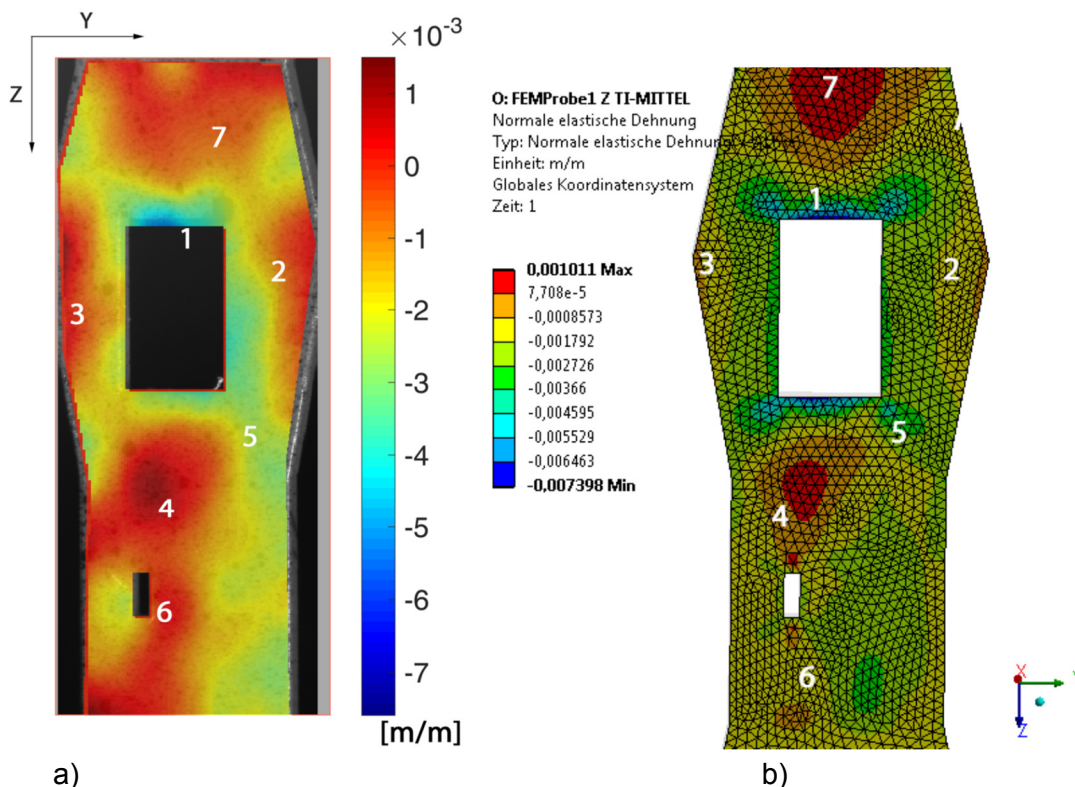 Y
Z
×10⁻³
1
0
-1
-2
-3
-4
-5
-6
-7
[m/m]
7
1
2
3
5
4
6
a)
O: FEMProbe1 Z TI-MITTEL
Normale elastische Dehnung
Typ: Normale elastische Dehnung
Einheit: m/m
Globales Koordinatensystem
Zeit: 1
0,001011 Max
7,708e-5
-0,0008573
-0,001792
-0,002726
-0,00366
-0,004595
-0,005529
-0,006463
-0,007398 Min
7
1
3
2
5
4
6
X
Z
b)